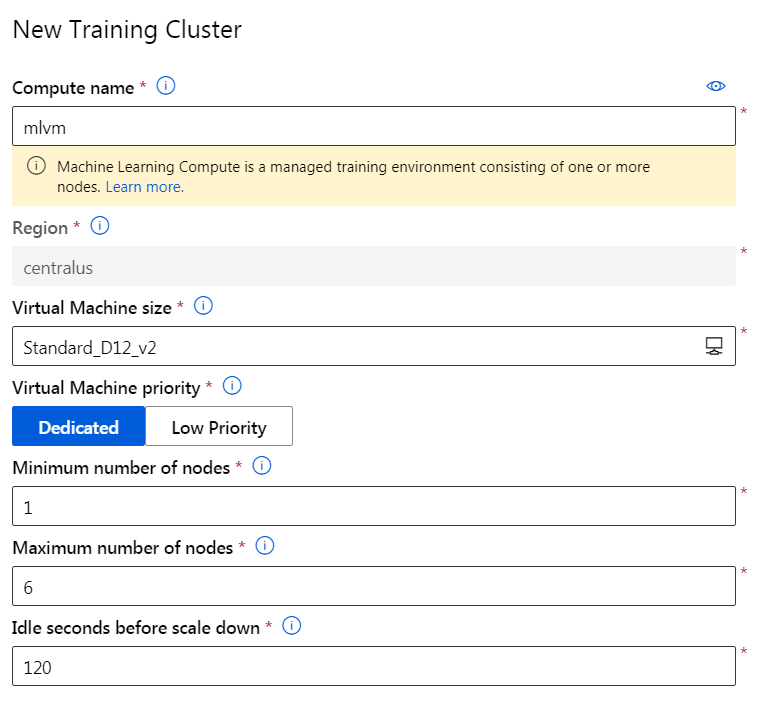 New Training Cluster
Compute name *
mlvm *
Machine Learning Compute is a managed training environment consisting of one or more
nodes. Learn more.
Region *
centralus *
Virtual Machine size *
Standard_D12_v2 *
Virtual Machine priority *
Dedicated Low Priority
Minimum number of nodes *
1 *
Maximum number of nodes *
6 *
Idle seconds before scale down *
120 *